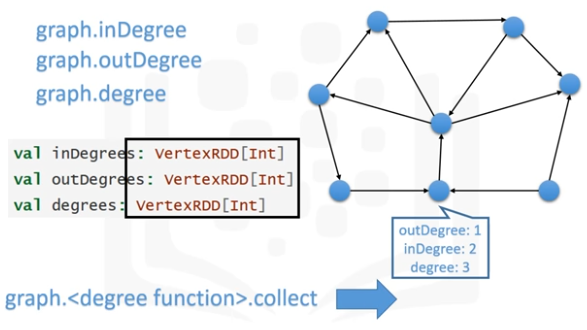 graph.inDegree
graph.outDegree
graph.degree
val inDegrees: VertexRDD[Int]
val outDegrees: VertexRDD[Int]
val degrees: VertexRDD[Int]
outDegree: 1
inDegree: 2
degree: 3
graph.<degree function>.collect